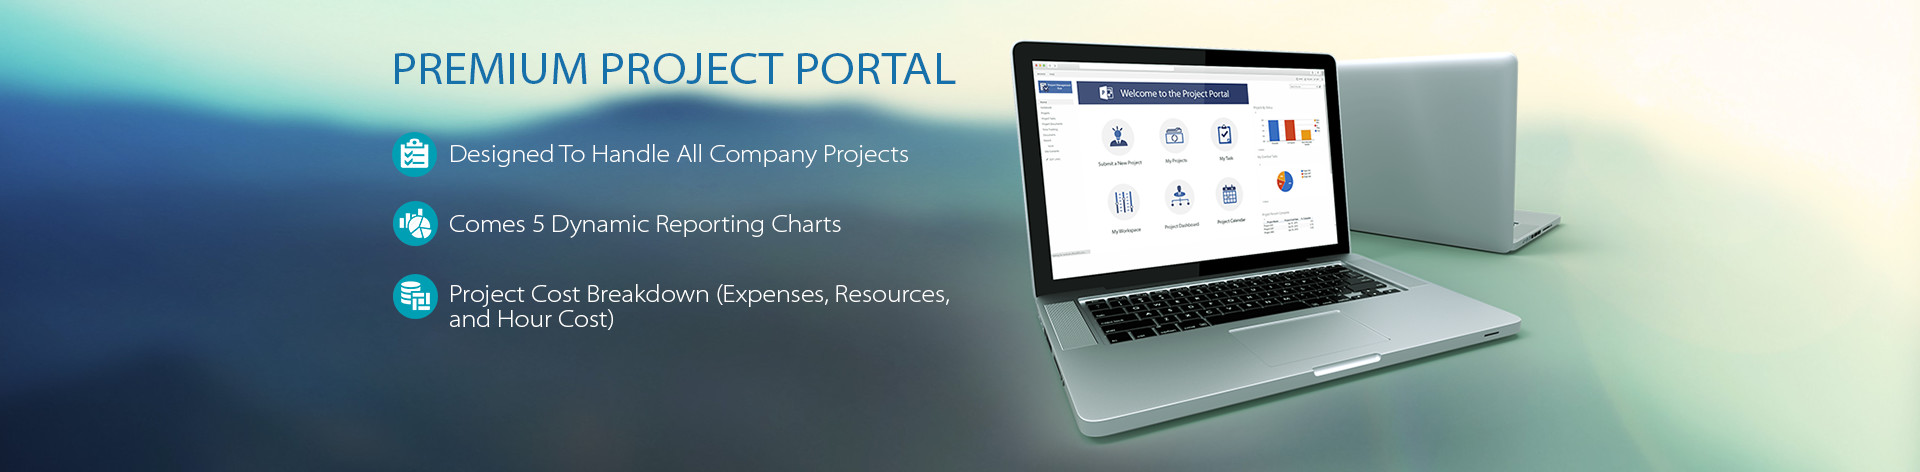 PREMIUM PROJECT PORTAL
Designed To Handle All Company Projects
Comes 5 Dynamic Reporting Charts
Project Cost Breakdown (Expenses, Resources,
and Hour Cost)
Welcome to the Project Portal
Submit a New Project
My Projects
My Task
My Workspace
Project Dashboard
Project Calendar